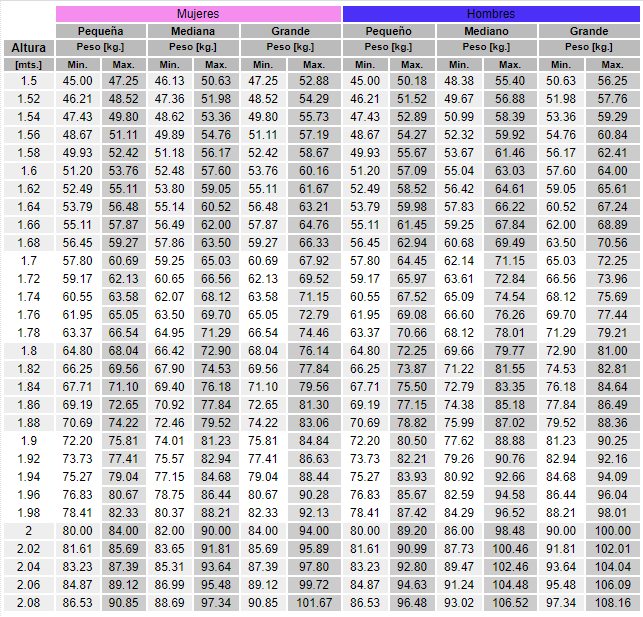 Mujeres Hombres
Pequeña Mediana Grande Pequeño Mediano Grande
Altura Peso [kg.] Peso [kg.] Peso [kg.] Peso [kg.] Peso [kg.] Peso [kg.]
[mts.] Min. Max. Min. Max. Min. Max. Min. Max. Min. Max. Min. Max.
1.5 45.00 47.25 46.13 50.63 47.25 52.88 45.00 50.18 48.38 55.40 50.63 56.25
1.52 46.21 48.52 47.36 51.98 48.52 54.29 46.21 51.52 49.67 56.88 51.98 57.76
1.54 47.43 49.80 48.62 53.36 49.80 55.73 47.43 52.89 50.99 58.39 53.36 59.29
1.56 48.67 51.11 49.89 54.76 51.11 57.19 48.67 54.27 52.32 59.92 54.76 60.84
1.58 49.93 52.42 51.18 56.17 52.42 58.67 49.93 55.67 53.67 61.46 56.17 62.41
1.6 51.20 53.76 52.48 57.60 53.76 60.16 51.20 57.09 55.04 63.03 57.60 64.00
1.62 52.49 55.11 53.80 59.05 55.11 61.67 52.49 58.52 56.42 64.61 59.05 65.61
1.64 53.79 56.48 55.14 60.52 56.48 63.21 53.79 59.98 57.83 66.22 60.52 67.24
1.66 55.11 57.87 56.49 62.00 57.87 64.76 55.11 61.45 59.25 67.84 62.00 68.89
1.68 56.45 59.27 57.86 63.50 59.27 66.33 56.45 62.94 60.68 69.49 63.50 70.56
1.7 57.80 60.69 59.25 65.03 60.69 67.92 57.80 64.45 62.14 71.15 65.03 72.25
1.72 59.17 62.13 60.65 66.56 62.13 69.52 59.17 65.97 63.61 72.84 66.56 73.96
1.74 60.55 63.58 62.07 68.12 63.58 71.15 60.55 67.52 65.09 74.54 68.12 75.69
1.76 61.95 65.05 63.50 69.70 65.05 72.79 61.95 69.08 66.60 76.26 69.70 77.44
1.78 63.37 66.54 64.95 71.29 66.54 74.46 63.37 70.66 68.12 78.01 71.29 79.21
1.8 64.80 68.04 66.42 72.90 68.04 76.14 64.80 72.25 69.66 79.77 72.90 81.00
1.82 66.25 69.56 67.90 74.53 69.56 77.84 66.25 73.87 71.22 81.55 74.53 82.81
1.84 67.71 71.10 69.40 76.18 71.10 79.56 67.71 75.50 72.79 83.35 76.18 84.64
1.86 69.19 72.65 70.92 77.84 72.65 81.30 69.19 77.15 74.38 85.18 77.84 86.49
1.88 70.69 74.22 72.46 79.52 74.22 83.06 70.69 78.82 75.99 87.02 79.52 88.36
1.9 72.20 75.81 74.01 81.23 75.81 84.84 72.20 80.50 77.62 88.88 81.23 90.25
1.92 73.73 77.41 75.57 82.94 77.41 86.63 73.73 82.21 79.26 90.76 82.94 92.16
1.94 75.27 79.04 77.15 84.68 79.04 88.44 75.27 83.93 80.92 92.66 84.68 94.09
1.96 76.83 80.67 78.75 86.44 80.67 90.28 76.83 85.67 82.59 94.58 86.44 96.04
1.98 78.41 82.33 80.37 88.21 82.33 92.13 78.41 87.42 84.29 96.52 88.21 98.01
2 80.00 84.00 82.00 90.00 84.00 94.00 80.00 89.20 86.00 98.48 90.00 100.00
2.02 81.61 85.69 83.65 91.81 85.69 95.89 81.61 90.99 87.73 100.46 91.81 102.01
2.04 83.23 87.39 85.31 93.64 87.39 97.80 83.23 92.80 89.47 102.46 93.64 104.04
2.06 84.87 89.12 86.99 95.48 89.12 99.72 84.87 94.63 91.24 104.48 95.48 106.09
2.08 86.53 90.85 88.69 97.34 90.85 101.67 86.53 96.48 93.02 106.52 97.34 108.16